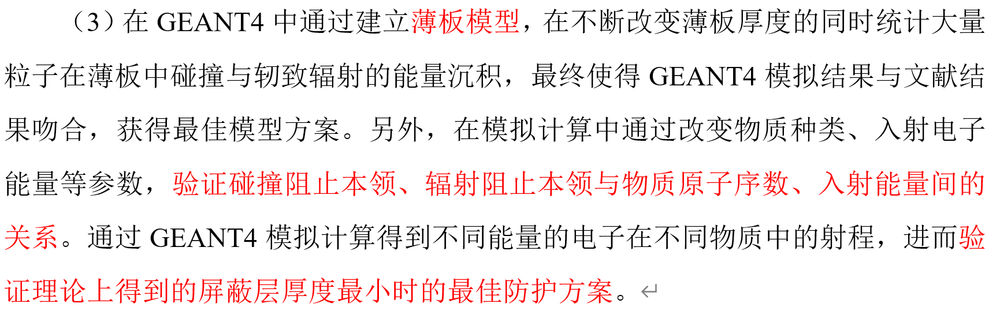 （3）在 GEANT4 中通过建立薄板模型，在不断改变薄板厚度的同时统计大量
粒子在薄板中碰撞与轫致辐射的能量沉积，最终使得 GEANT4 模拟结果与文献结
果吻合，获得最佳模型方案。另外，在模拟计算中通过改变物质种类、入射电子
能量等参数，验证碰撞阻止本领、辐射阻止本领与物质原子序数、入射能量间的
关系。通过 GEANT4 模拟计算得到不同能量的电子在不同物质中的射程，进而验
证理论上得到的屏蔽层厚度最小时的最佳防护方案。↵